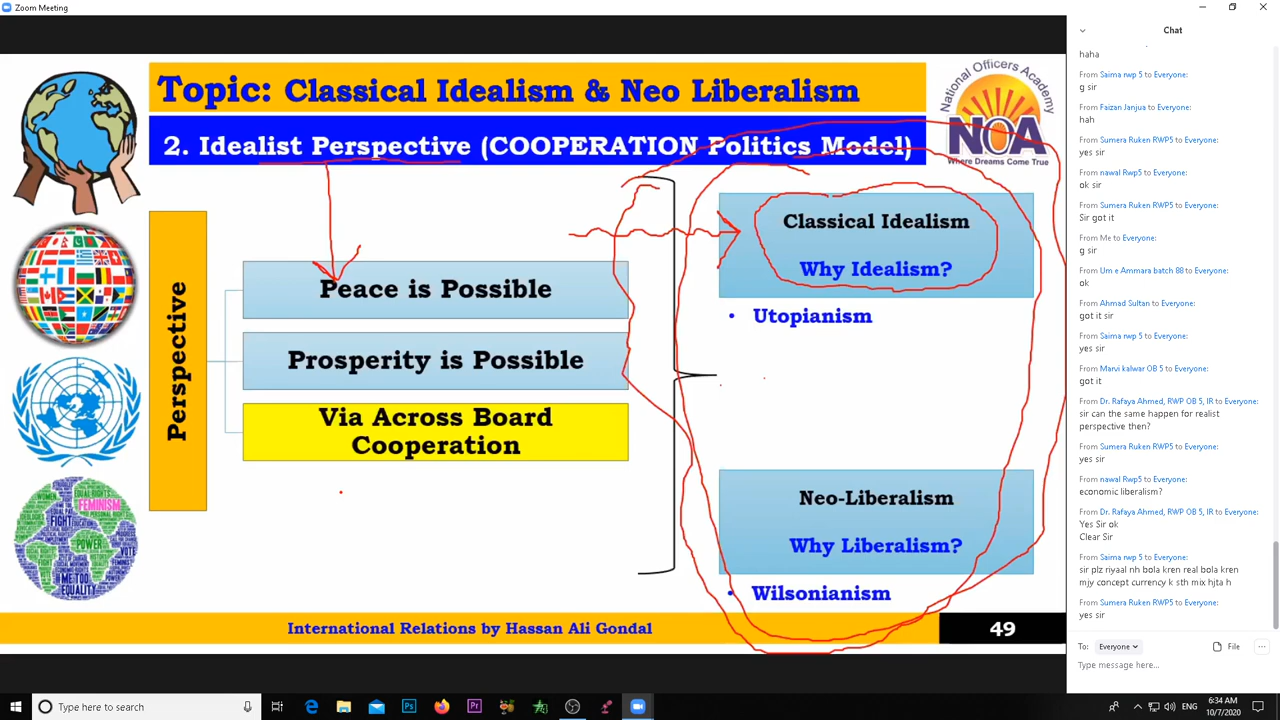 Zoom Meeting
Topic: Classical Idealism & Neo Liberalism
2. Idealist Perspective (COOPERATION Politics Model)
National Officers Academy
NOA
Where Dreams Come True
Perspective
Peace is Possible
Prosperity is Possible
Via Across Board
Cooperation
Classical Idealism
Why Idealism?
• Utopianism
Neo-Liberalism
Why Liberalism?
• Wilsonianism
EQUAL RIGHTS
FEMINISM
FIGHT
POWER
VOTE
ME TOO
EQUALITY
International Relations by Hassan Ali Gondal
49
Chat
haha
From Saima rwp 5 to Everyone:
g sir
From Faizan Janjua to Everyone:
hah
From Sumera Ruken RWP5 to Everyone:
yes sir
From nawal Rwp5 to Everyone:
ok sir
From Sumera Ruken RWP5 to Everyone:
Sir got it
From Me to Everyone:
g sir
From Um e Ammara batch 88 to Everyone:
ok
From Ahmad Sultan to Everyone:
got it sir
From Saima rwp 5 to Everyone:
yes sir
From Marvi kalwar OB 5 to Everyone:
got it
From Dr. Rafaya Ahmed, RWP OB 5, IR to Everyone:
sir can the same happen for realist
perspective then?
From Sumera Ruken RWP5 to Everyone:
yes sir
From nawal Rwp5 to Everyone:
economic liberalism?
From Dr. Rafaya Ahmed, RWP OB 5, IR to Everyone:
Yes Sir ok
Clear Sir
From Saima rwp 5 to Everyone:
sir plz riyaal nh bola kren real bola kren
mjy concept currency k sth mix hjta h
From Sumera Ruken RWP5 to Everyone:
yes sir
To: Everyone
File
Type message here...
Type here to search
Ps
Pr
ENG
6:34 AM
10/7/2020